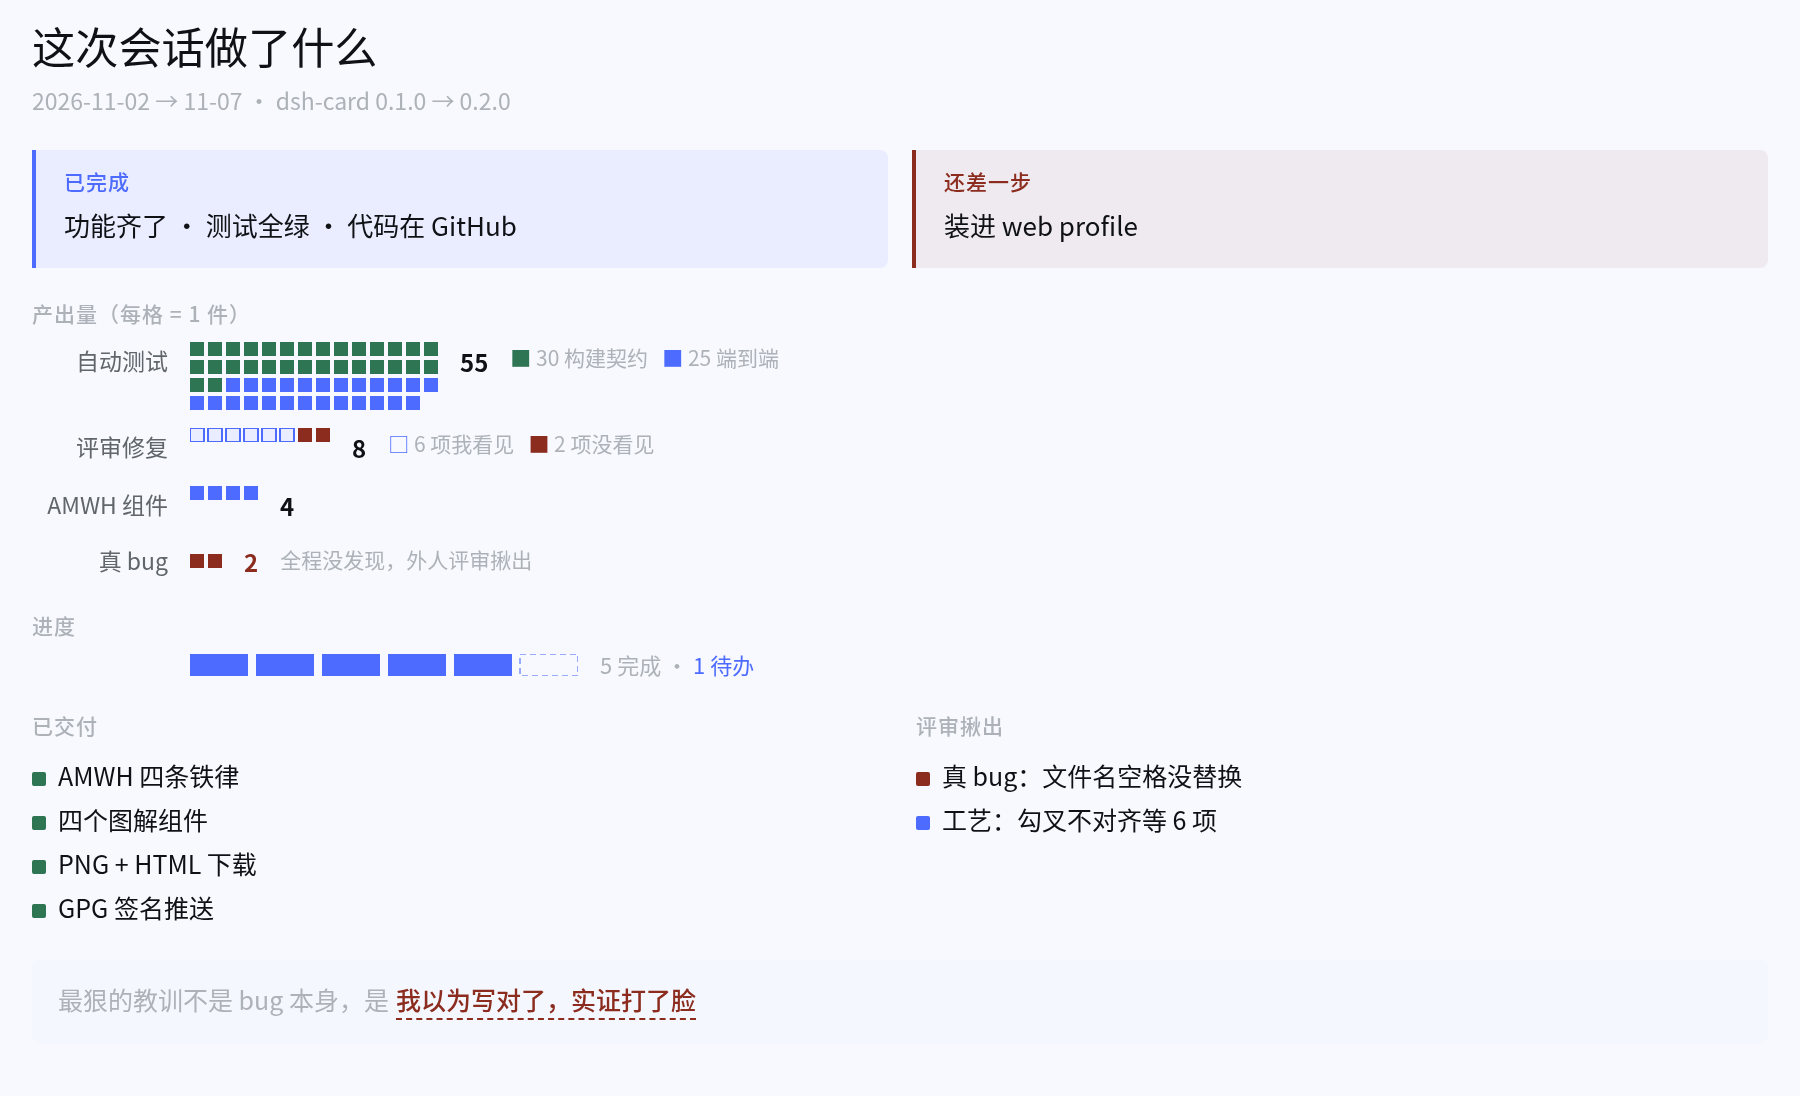 这次会话做了什么
2026-11-02 → 11-07 · dsh-card 0.1.0 → 0.2.0
已完成
功能齐了 · 测试全绿 · 代码在 GitHub
还差一步
装进 web profile
产出量（每格 = 1 件）
自动测试 55 30 构建契约 25 端到端
评审修复 8 6 项我看见 2 项没看见
AMWH 组件 4
真 bug 2 全程没发现，外人评审揪出
进度
5 完成 · 1 待办
已交付
AMWH 四条铁律
四个图解组件
PNG + HTML 下载
GPG 签名推送
评审揪出
真 bug：文件名空格没替换
工艺：勾叉不对齐等 6 项
最狠的教训不是 bug 本身，是 我以为写对了，实证打了脸